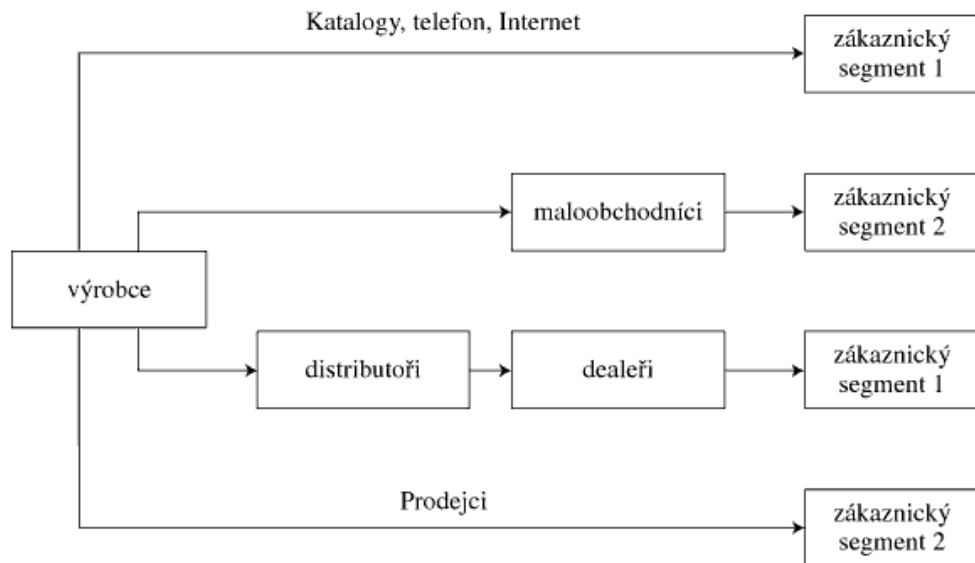 Katalogy, telefon, Internet
zákaznický
segment 1
maloobchodníci
zákaznický
segment 2
výrobce
distributoři
dealeři
zákaznický
segment 1
Prodejci
zákaznický
segment 2